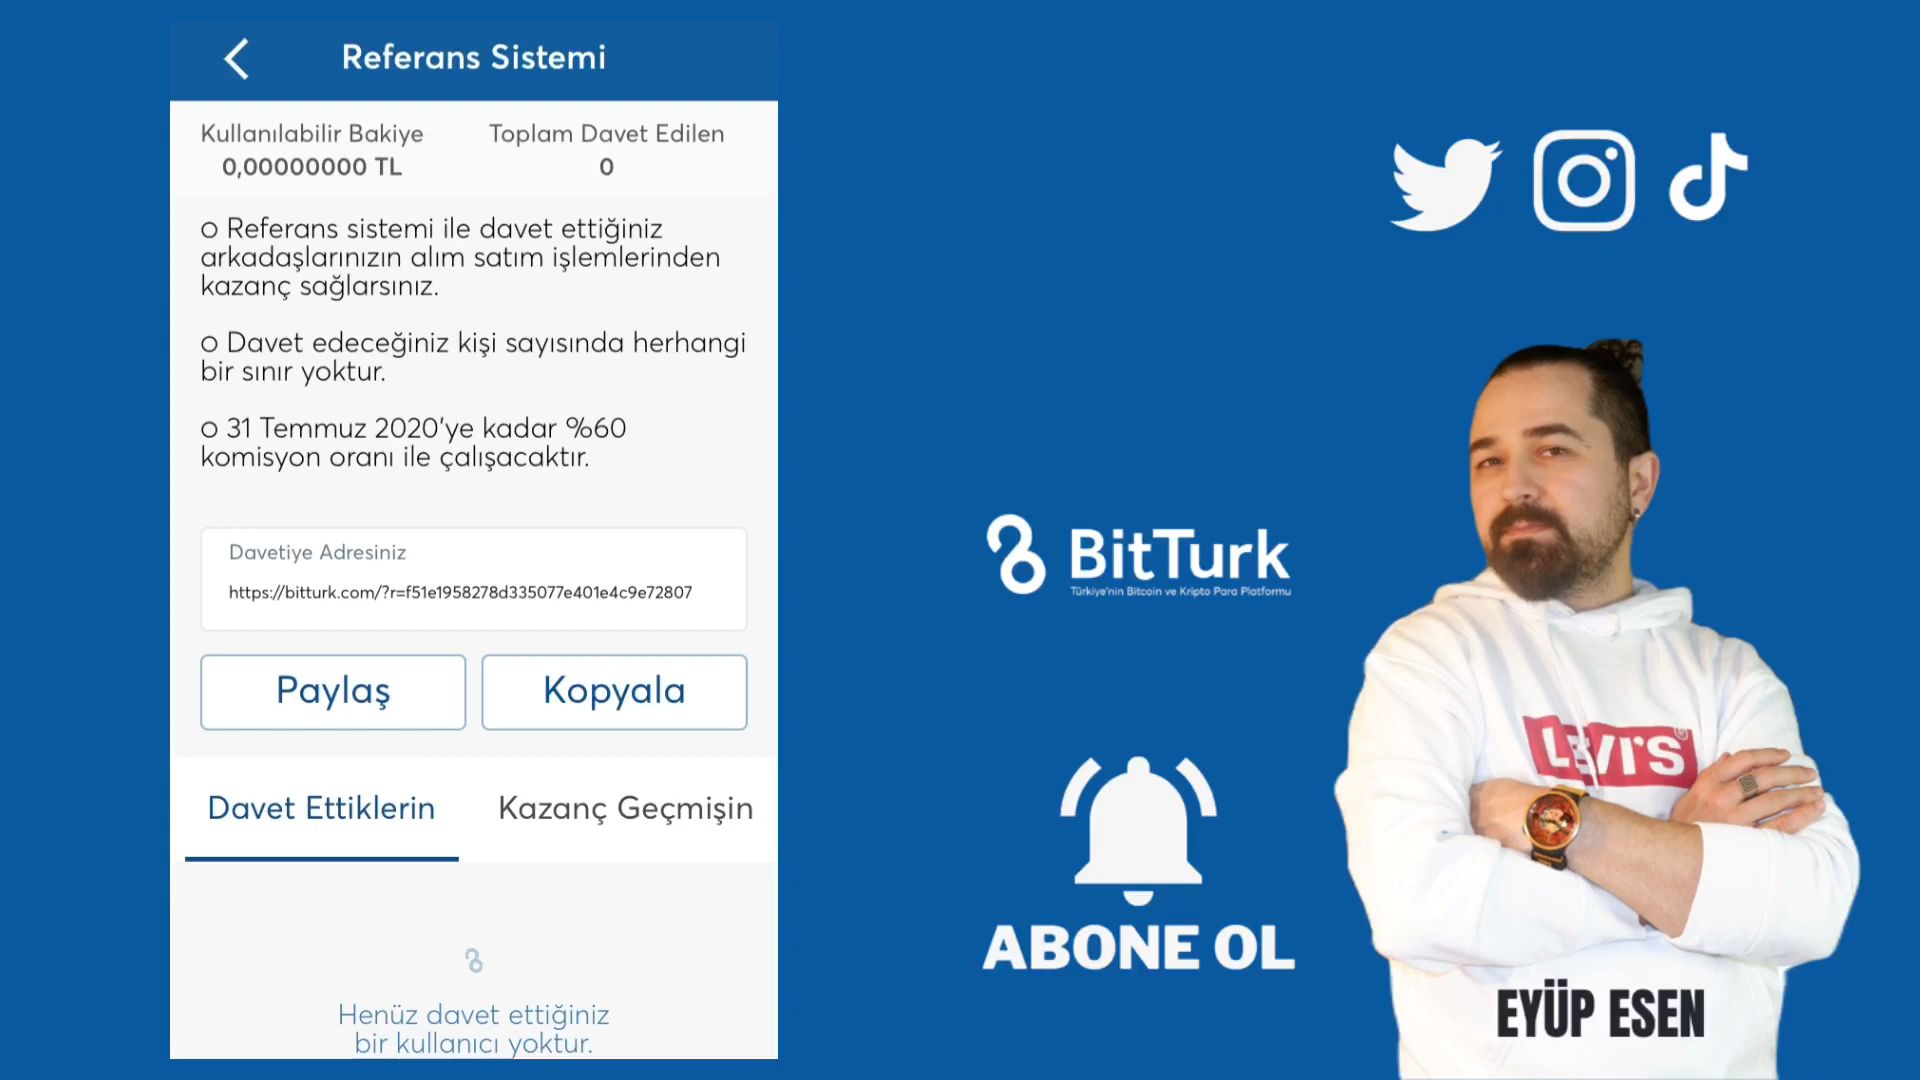 Referans Sistemi
Kullanılabilir Bakiye
0,00000000 TL
Toplam Davet Edilen
0
o Referans sistemi ile davet ettiğiniz
arkadaşlarınızın alım satım işlemlerinden
kazanç sağlarsınız.
o Davet edeceğiniz kişi sayısında herhangi
bir sınır yoktur.
o 31 Temmuz 2020'ye kadar %60
komisyon oranı ile çalışacaktır.
Davetiye Adresiniz
https://bitturk.com/?r=f51e1958278d335077e401e4c9e72807
Paylaş
Kopyala
Davet Ettiklerin
Kazanç Geçmişin
Henüz davet ettiğiniz
bir kullanıcı yoktur.
BitTurk
Türkiye'nin Bitcoin ve Kripto Para Platformu
ABONE OL
LEVI'S®
EYÜP ESEN